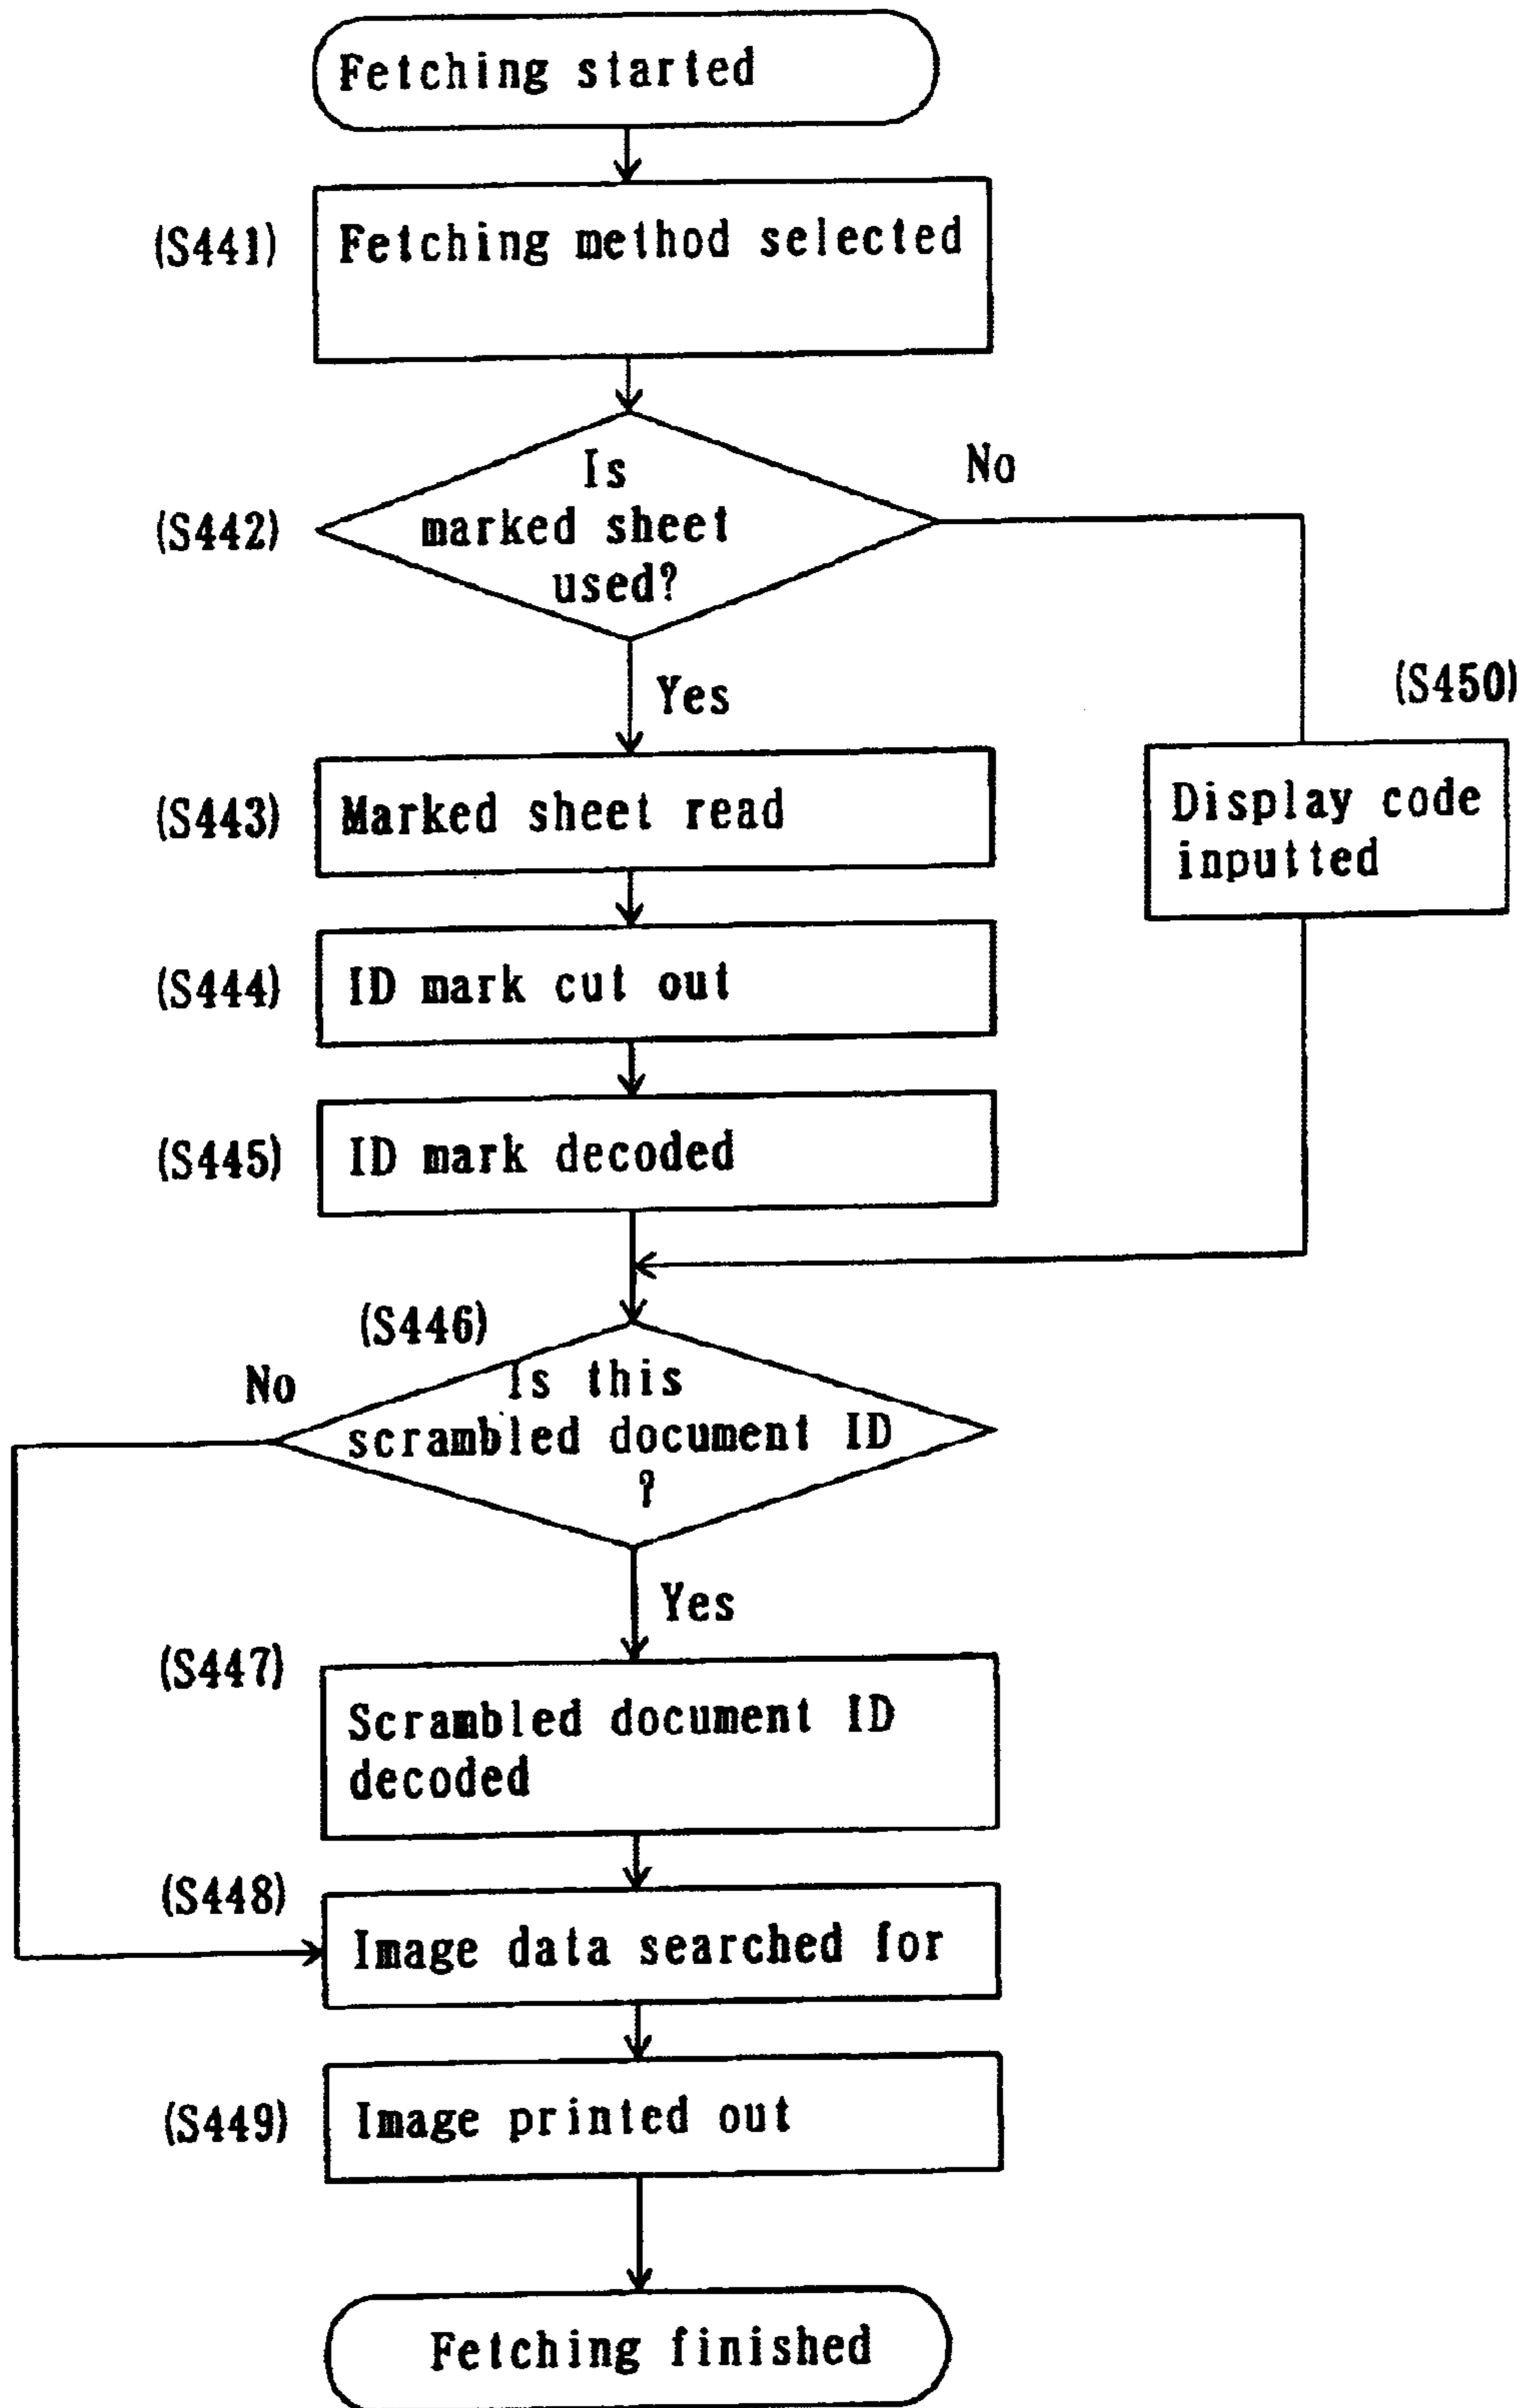 Fetching started
(S441)
Fetching method selected
(S442)
Is
marked sheet
used?
No
Yes
(S450)
Display code
inputted
(S443)
Marked sheet read
(S444)
ID mark cut out
(S445)
ID mark decoded
(S446)
No
Is this
scrambled document ID
?
Yes
(S447)
Scrambled document ID
decoded
(S448)
Image data searched for
(S449)
Image printed out
Fetching finished